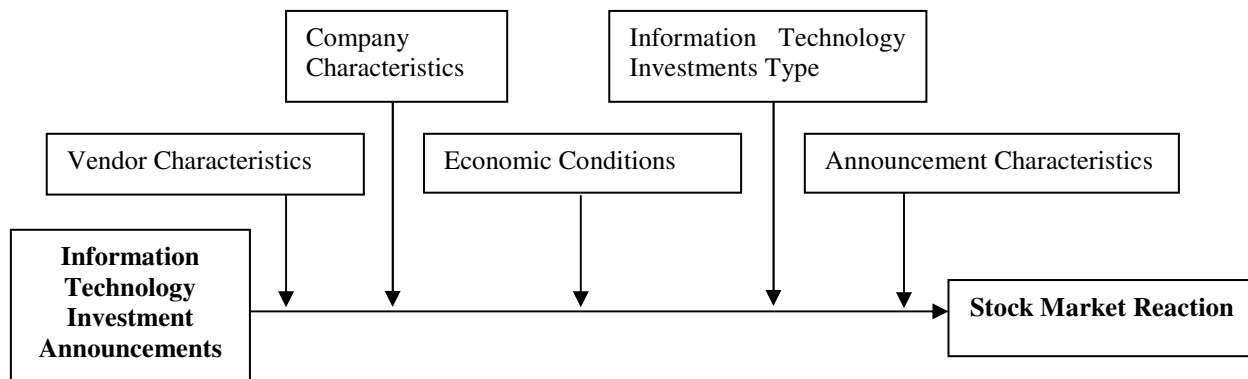 Company
Characteristics
Information Technology
Investments Type
Vendor Characteristics
Economic Conditions
Announcement Characteristics
Information
Technology
Investment
Announcements
Stock Market Reaction